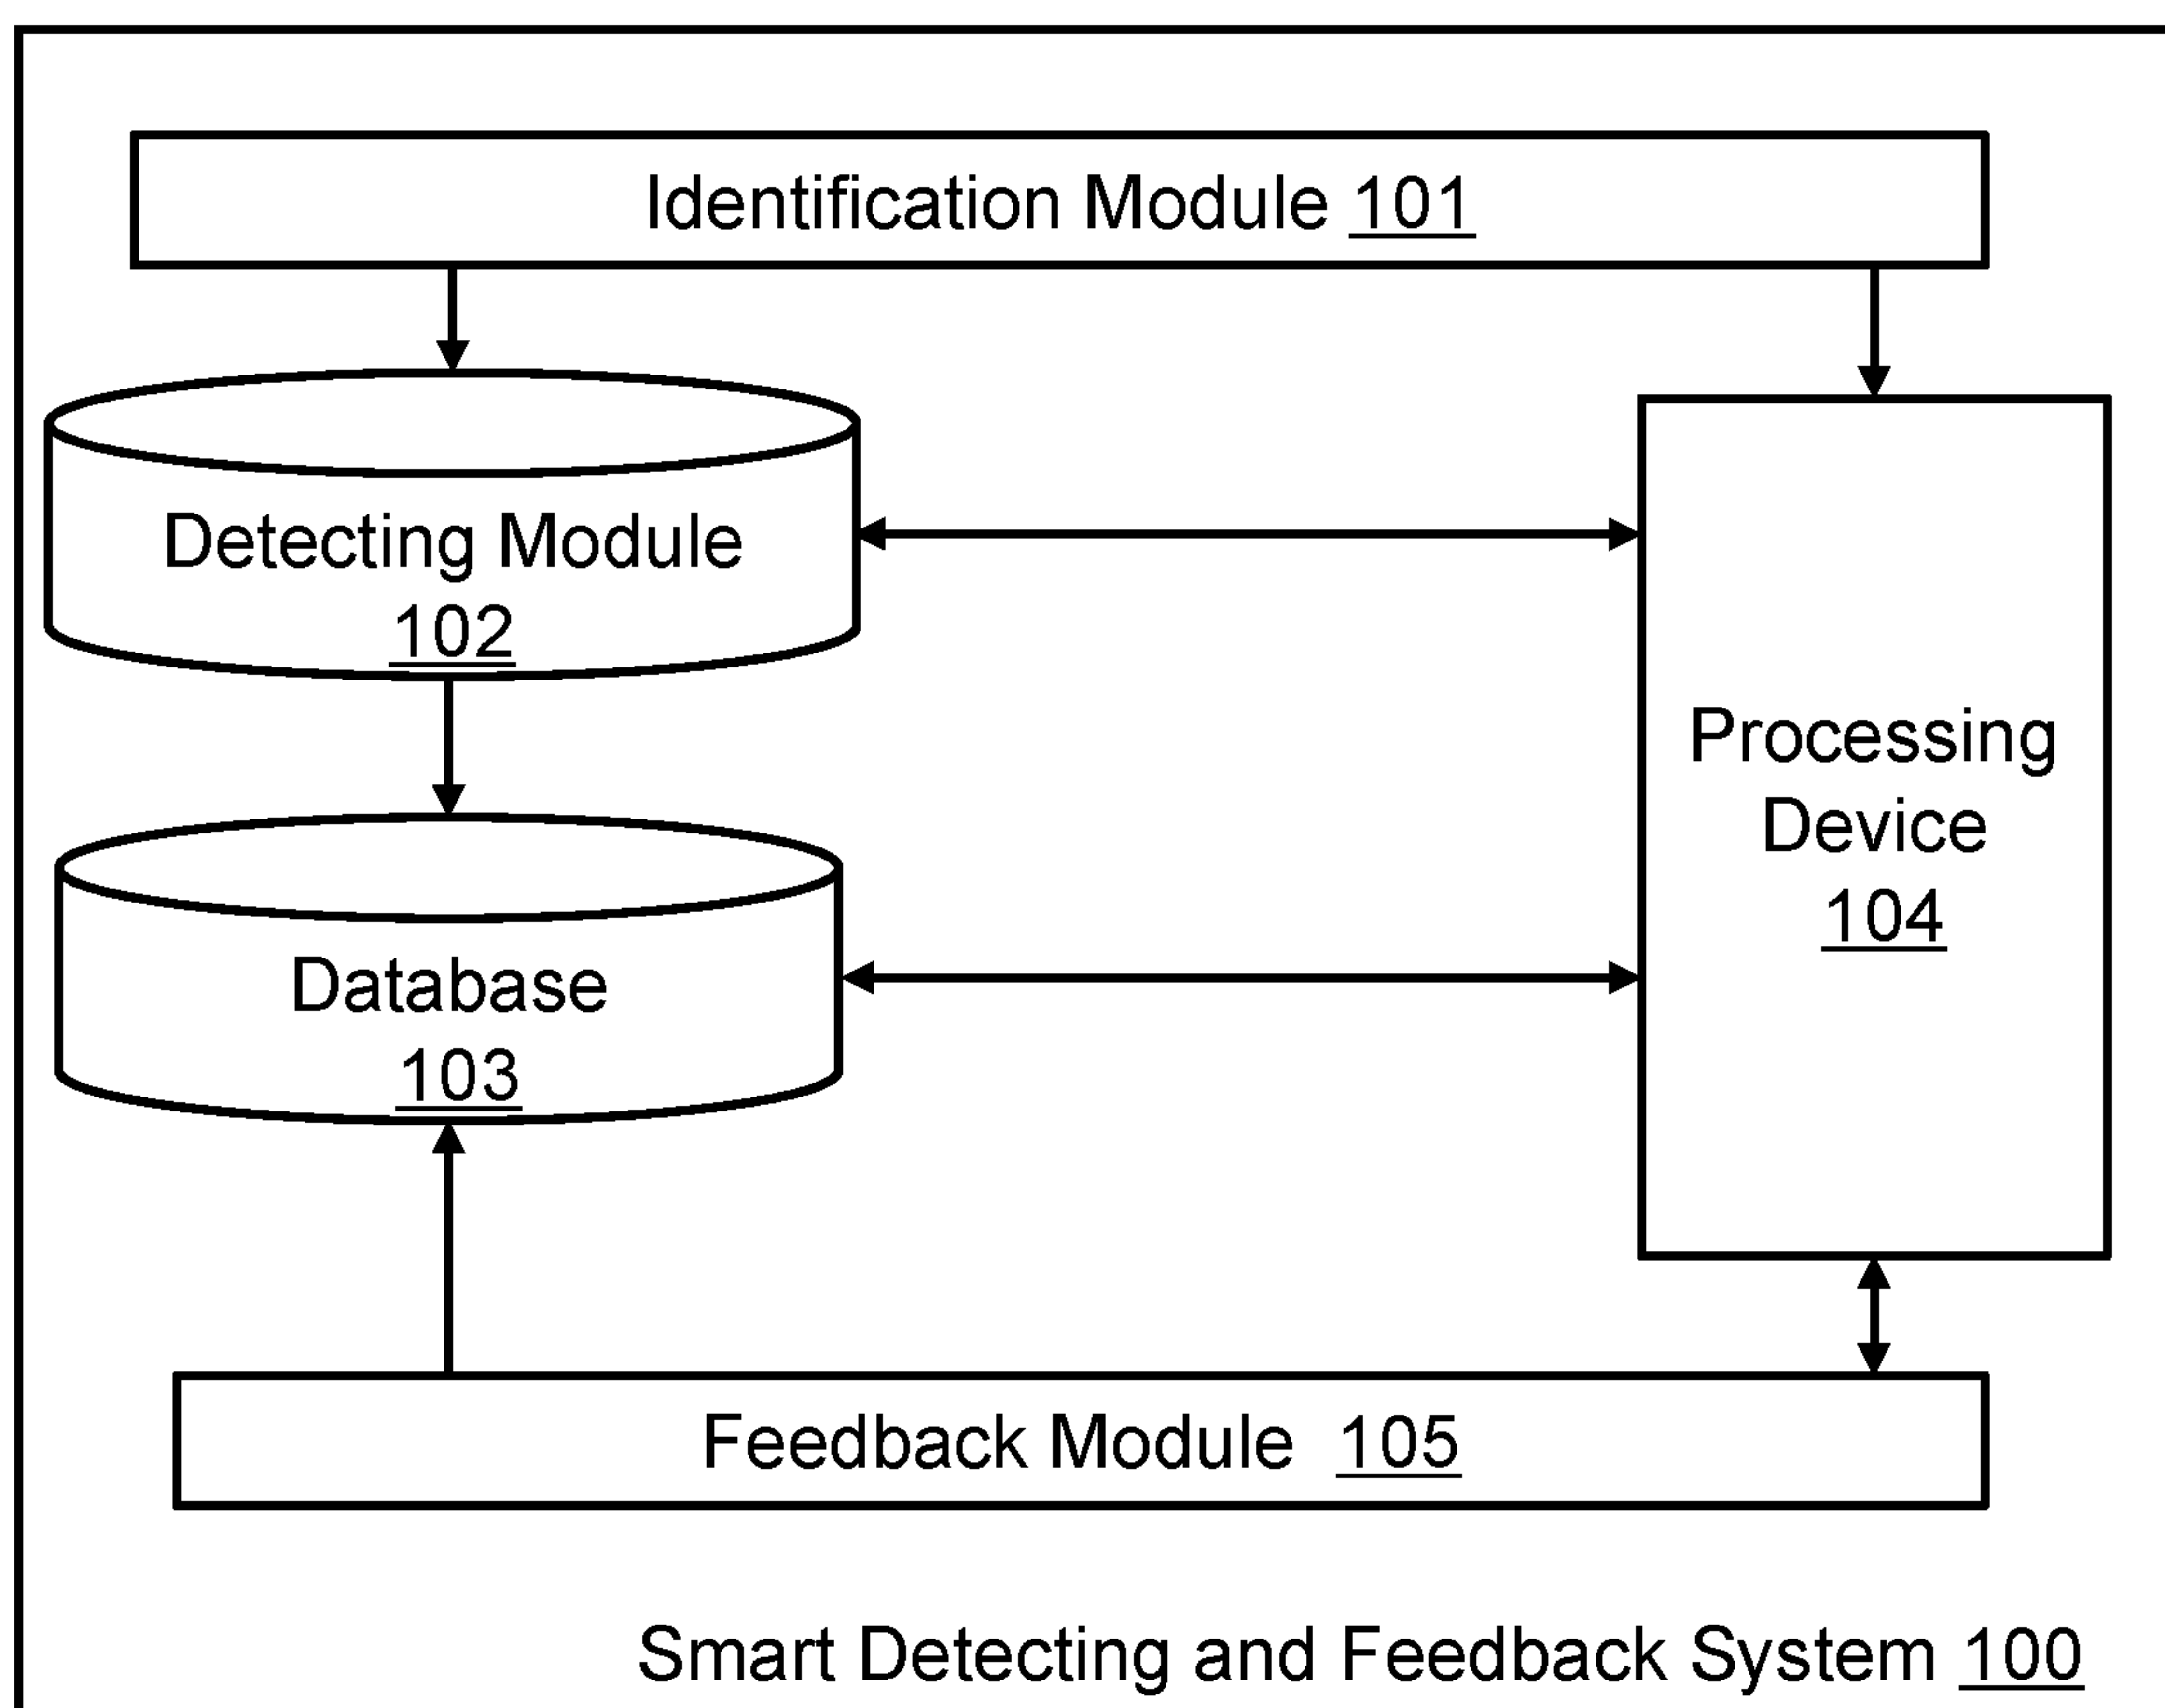 Identification Module 101
Detecting Module
102
Processing
Device
104
Database
103
Feedback Module 105
Smart Detecting and Feedback System 100